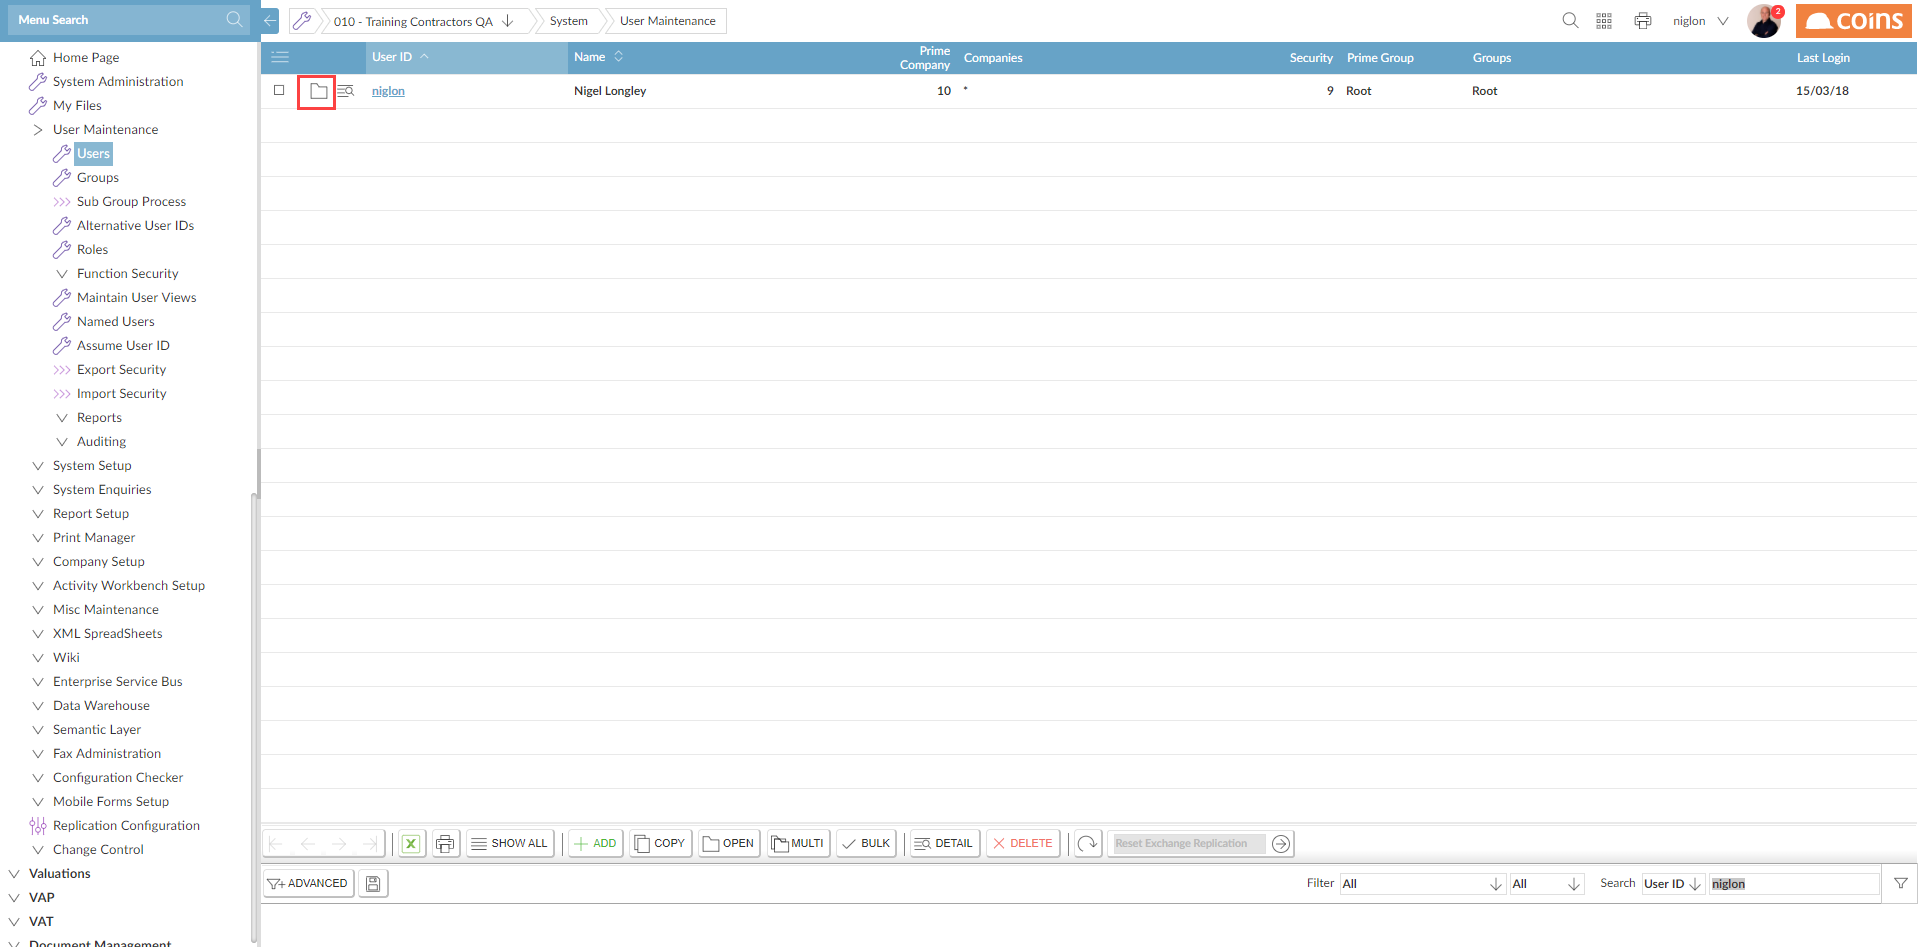 Menu Search
010 - Training Contractors QA
System
User Maintenance
niglon
2
coins
Home Page
System Administration
My Files
User Maintenance
Users
Groups
Sub Group Process
Alternative User IDs
Roles
Function Security
Maintain User Views
Named Users
Assume User ID
Export Security
Import Security
Reports
Auditing
System Setup
System Enquiries
Report Setup
Print Manager
Company Setup
Activity Workbench Setup
Misc Maintenance
XML SpreadSheets
Wiki
Enterprise Service Bus
Data Warehouse
Semantic Layer
Fax Administration
Configuration Checker
Mobile Forms Setup
Replication Configuration
Change Control
Valuations
VAP
VAT
Document Management
User ID Name Prime Company Companies Security Prime Group Groups Last Login
niglon Nigel Longley 10 * 9 Root Root 15/03/18
SHOW ALL ADD COPY OPEN MULTI BULK DETAIL DELETE Reset Exchange Replication
ADVANCED Filter All All Search User ID niglon